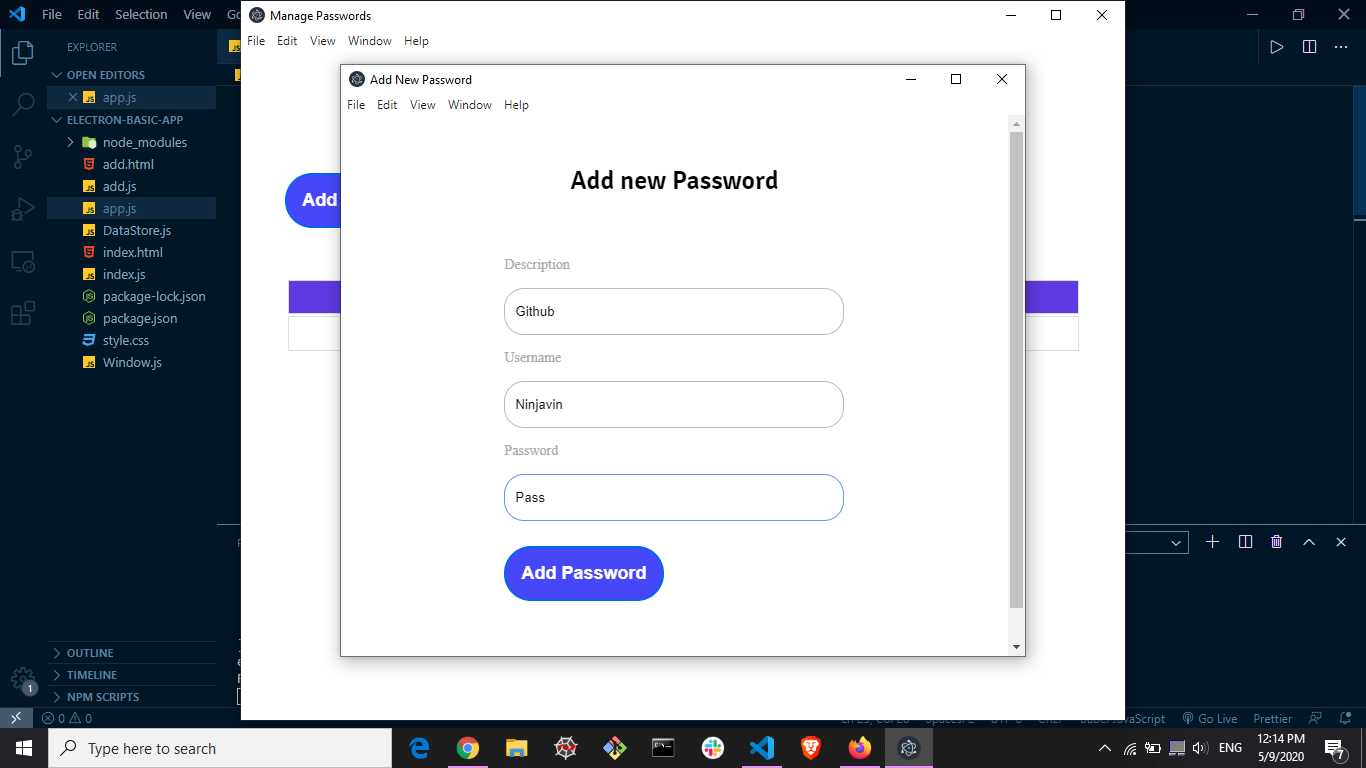 File Edit Selection View Go
Manage Passwords
File Edit View Window Help
EXPLORER
OPEN EDITORS
app.js
ELECTRON-BASIC-APP
node_modules
add.html
add.js
app.js
DataStore.js
index.html
index.js
package-lock.json
package.json
style.css
Window.js
OUTLINE
TIMELINE
NPM SCRIPTS
Add
Add New Password
File Edit View Window Help
Add new Password
Description
Github
Username
Ninjavin
Password
Pass
Add Password
1
0 0
JavaScript Go Live Prettier
Type here to search
ENG
12:14 PM
5/9/2020
7